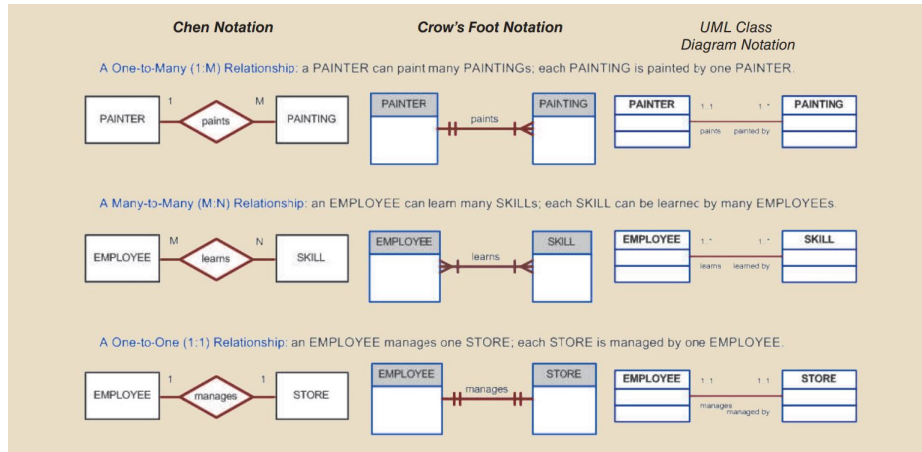 Chen Notation
Crow's Foot Notation
UML Class
Diagram Notation
A One-to-Many (1:M) Relationship: a PAINTER can paint many PAINTINGs; each PAINTING is painted by one PAINTER.
PAINTER
1
paints
M
PAINTING
PAINTER
paints
PAINTING
PAINTER
1..1
1..*
PAINTING
paints
painted by
A Many-to-Many (M:N) Relationship: an EMPLOYEE can learn many SKILLs; each SKILL can be learned by many EMPLOYEEs.
EMPLOYEE
M
learns
N
SKILL
EMPLOYEE
learns
SKILL
EMPLOYEE
1..*
1..*
SKILL
learns
learned by
A One-to-One (1:1) Relationship: an EMPLOYEE manages one STORE; each STORE is managed by one EMPLOYEE.
EMPLOYEE
1
manages
1
STORE
EMPLOYEE
manages
STORE
EMPLOYEE
1..1
1..1
STORE
manages
managed by